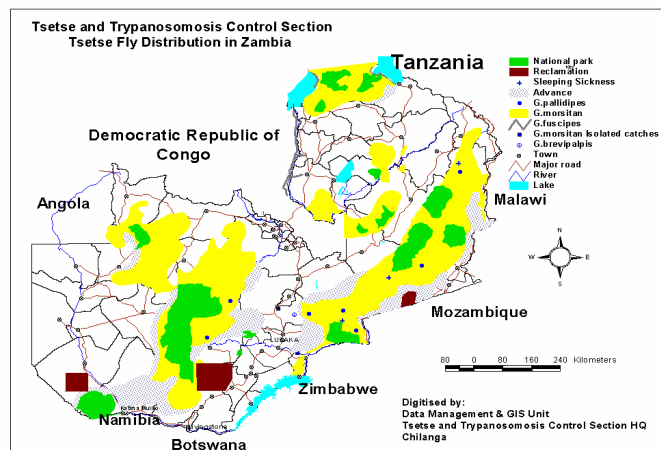 Tsetse and Trypanosomosis Control Section
Tsetse Fly Distribution in Zambia
Tanzania
National park
Reclamation
Sleeping Sickness
Advance
G.pallidipes
G.morsitan
G.fuscipes
G.morsitan Isolated catches
G.brevipalpis
Town
Major road
River
Lake
Democratic Republic of
Congo
Angola
Malawi
N
W E
S
Mozambique
LUSAKA
80 0 80 160 240 Kilometers
Zimbabwe
Namibia
Botswana
Digitised by:
Data Management & GIS Unit
Tsetse and Trypanosomosis Control Section HQ
Chilanga